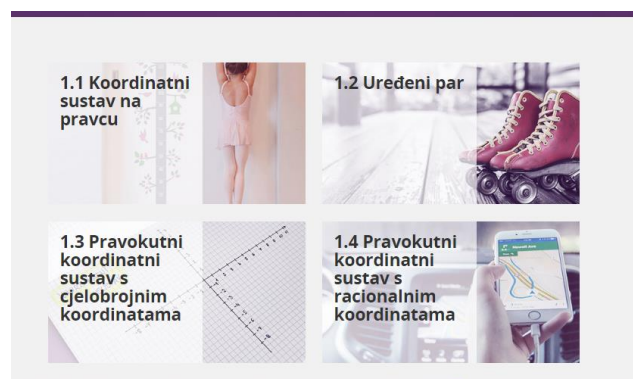 1.1 Koordinatni
sustav na
pravcu
1.2 Uređeni par
1.3 Pravokutni
koordinatni
sustav s
cjelobrojnim
koordinatama
1.4 Pravokutni
koordinatni
sustav s
racionalnim
koordinatama